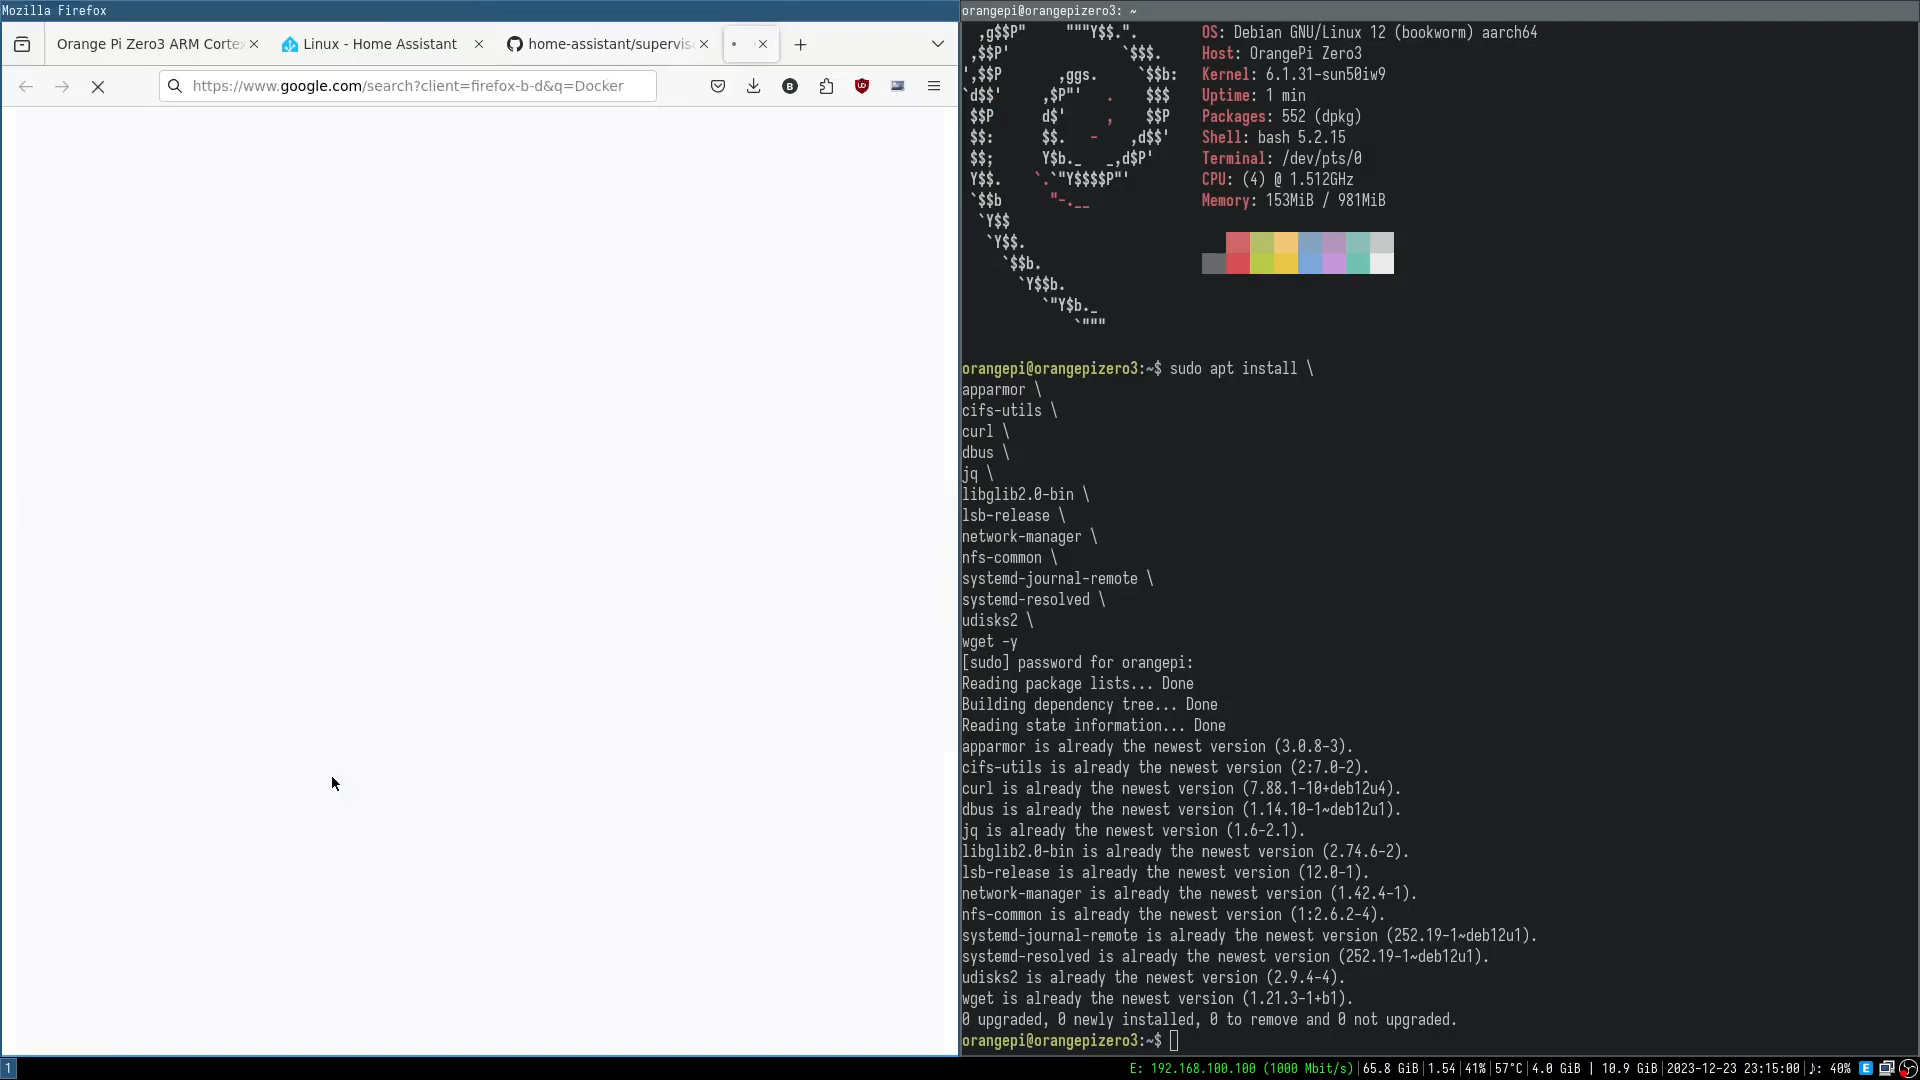 Mozilla Firefox
Orange Pi Zero3 ARM Cortex
Linux - Home Assistant
home-assistant/supervis
https://www.google.com/search?client=firefox-b-d&q=Docker
orangepi@orangepizero3: ~
,g$$P"     """Y$$.".        OS: Debian GNU/Linux 12 (bookworm) aarch64
,$$P'              `$$$.     Host: OrangePi Zero3
',$$P       ,ggs.     `$$b:   Kernel: 6.1.31-sun50iw9
`d$$'     ,$P"'   .    $$$    Uptime: 1 min
$$P      d$'     ,    $$P    Packages: 552 (dpkg)
$$:      $$.   -    ,d$$'    Shell: bash 5.2.15
$$;      Y$b._   _,d$P'      Terminal: /dev/pts/0
Y$$.    `.`"Y$$$$P"'         CPU: (4) @ 1.512GHz
`$$b      "-.__              Memory: 153MiB / 981MiB
`Y$$
`Y$$.
`$$b.
`Y$$b.
`"Y$b._
`"""
orangepi@orangepizero3:~$ sudo apt install \
apparmor \
cifs-utils \
curl \
dbus \
jq \
libglib2.0-bin \
lsb-release \
network-manager \
nfs-common \
systemd-journal-remote \
systemd-resolved \
udisks2 \
wget -y
[sudo] password for orangepi:
Reading package lists... Done
Building dependency tree... Done
Reading state information... Done
apparmor is already the newest version (3.0.8-3).
cifs-utils is already the newest version (2:7.0-2).
curl is already the newest version (7.88.1-10+deb12u4).
dbus is already the newest version (1.14.10-1~deb12u1).
jq is already the newest version (1.6-2.1).
libglib2.0-bin is already the newest version (2.74.6-2).
lsb-release is already the newest version (12.0-1).
network-manager is already the newest version (1.42.4-1).
nfs-common is already the newest version (1:2.6.2-4).
systemd-journal-remote is already the newest version (252.19-1~deb12u1).
systemd-resolved is already the newest version (252.19-1~deb12u1).
udisks2 is already the newest version (2.9.4-4).
wget is already the newest version (1.21.3-1+b1).
0 upgraded, 0 newly installed, 0 to remove and 0 not upgraded.
orangepi@orangepizero3:~$
1
E: 192.168.100.100 (1000 Mbit/s)|65.8 GiB|1.54|41%|57°C|4.0 GiB | 10.9 GiB|2023-12-23 23:15:00|♪: 40%